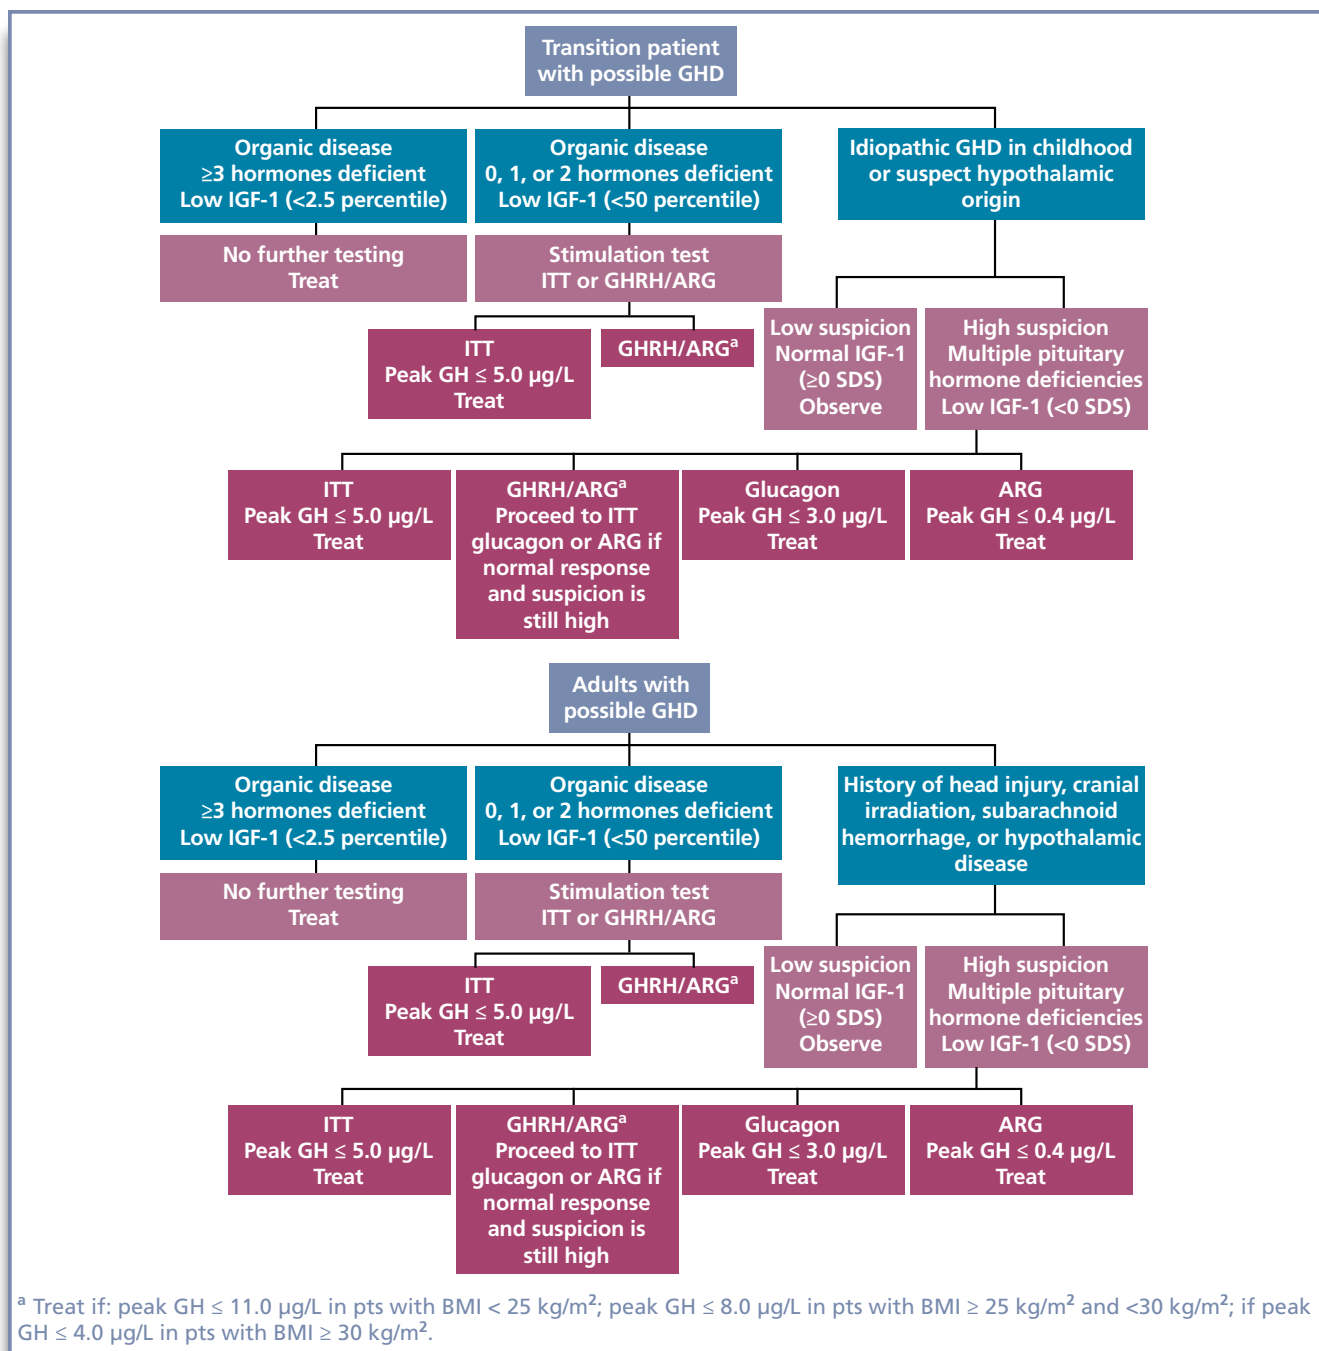 Transition patient
with possible GHD
Organic disease
≥3 hormones deficient
Low IGF-1 (<2.5 percentile)
Organic disease
0, 1, or 2 hormones deficient
Low IGF-1 (<50 percentile)
Idiopathic GHD in childhood
or suspect hypothalamic
origin
No further testing
Treat
Stimulation test
ITT or GHRH/ARG
ITT
Peak GH ≤ 5.0 µg/L
Treat
GHRH/ARGᵃ
Low suspicion
Normal IGF-1
(≥0 SDS)
Observe
High suspicion
Multiple pituitary
hormone deficiencies
Low IGF-1 (<0 SDS)
ITT
Peak GH ≤ 5.0 µg/L
Treat
GHRH/ARGᵃ
Proceed to ITT
glucagon or ARG if
normal response
and suspicion is
still high
Glucagon
Peak GH ≤ 3.0 µg/L
Treat
ARG
Peak GH ≤ 0.4 µg/L
Treat
Adults with
possible GHD
Organic disease
≥3 hormones deficient
Low IGF-1 (<2.5 percentile)
Organic disease
0, 1, or 2 hormones deficient
Low IGF-1 (<50 percentile)
History of head injury, cranial
irradiation, subarachnoid
hemorrhage, or hypothalamic
disease
No further testing
Treat
Stimulation test
ITT or GHRH/ARG
ITT
Peak GH ≤ 5.0 µg/L
Treat
GHRH/ARGᵃ
Low suspicion
Normal IGF-1
(≥0 SDS)
Observe
High suspicion
Multiple pituitary
hormone deficiencies
Low IGF-1 (<0 SDS)
ITT
Peak GH ≤ 5.0 µg/L
Treat
GHRH/ARGᵃ
Proceed to ITT
glucagon or ARG if
normal response
and suspicion is
still high
Glucagon
Peak GH ≤ 3.0 µg/L
Treat
ARG
Peak GH ≤ 0.4 µg/L
Treat
ᵃ Treat if: peak GH ≤ 11.0 µg/L in pts with BMI < 25 kg/m²; peak GH ≤ 8.0 µg/L in pts with BMI ≥ 25 kg/m² and <30 kg/m²; if peak
GH ≤ 4.0 µg/L in pts with BMI ≥ 30 kg/m².